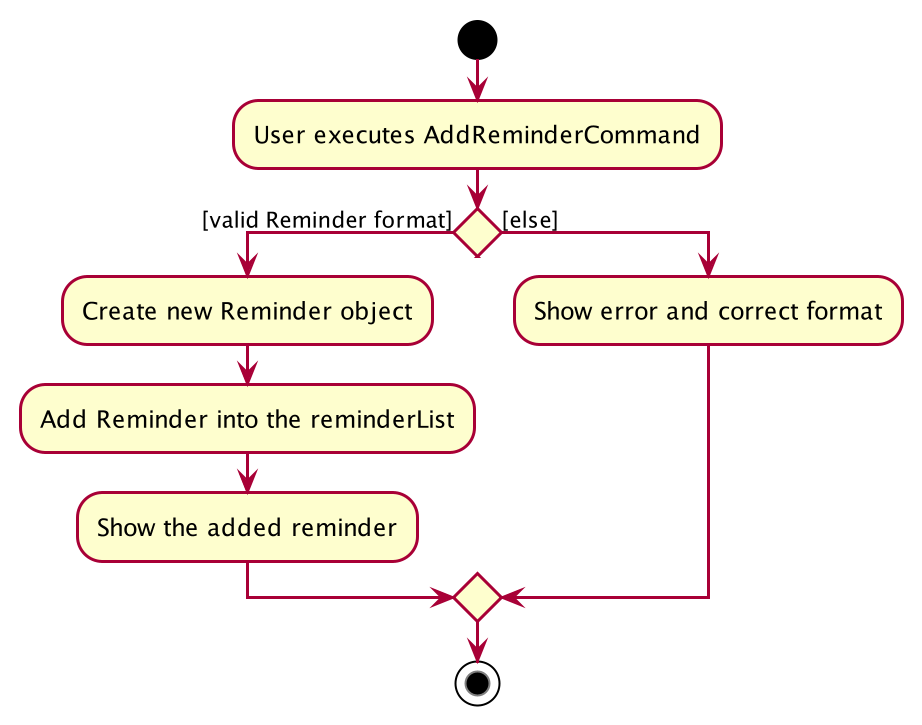 User executes AddReminderCommand
[valid Reminder format]
[else]
Create new Reminder object
Show error and correct format
Add Reminder into the reminderList
Show the added reminder